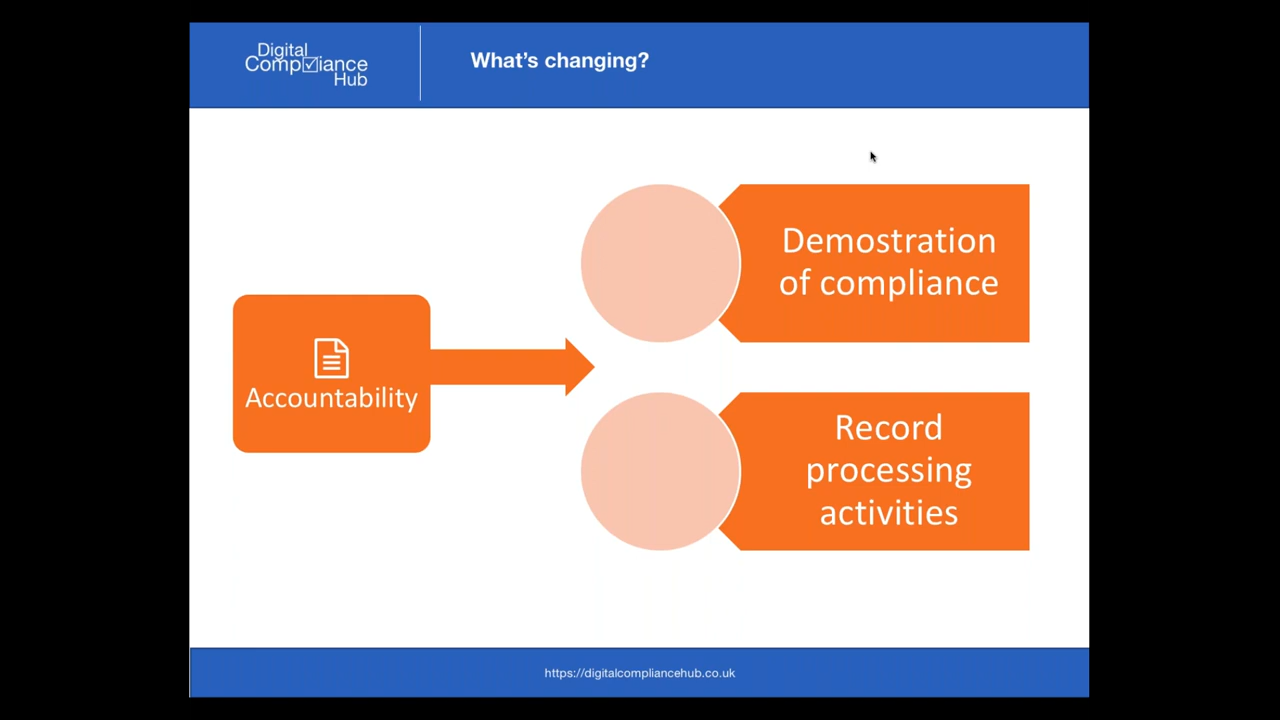 Digital
Compliance
Hub
What's changing?
Demostration
of compliance
Accountability
Record
processing
activities
https://digitalcompliancehub.co.uk